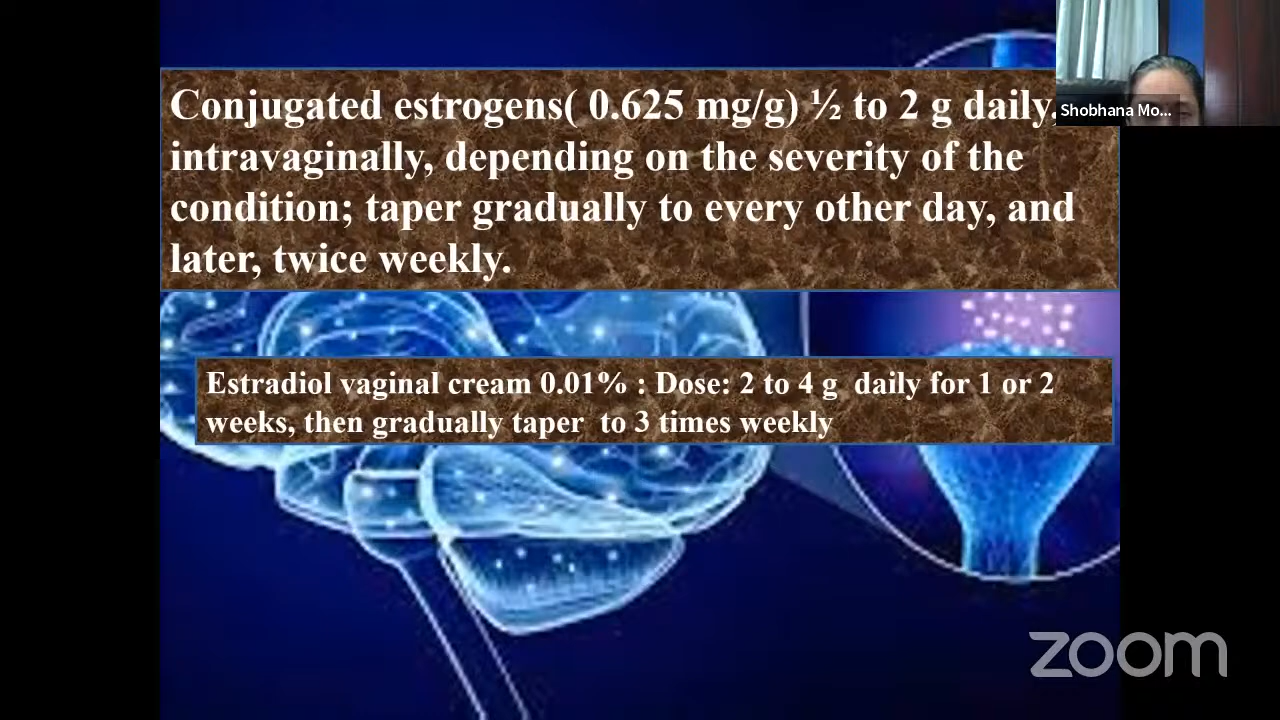 Conjugated estrogens( 0.625 mg/g) ½ to 2 g daily,
intravaginally, depending on the severity of the
condition; taper gradually to every other day, and
later, twice weekly.
Shobhana Mo...
Estradiol vaginal cream 0.01% : Dose: 2 to 4 g  daily for 1 or 2
weeks, then gradually taper  to 3 times weekly
zoom